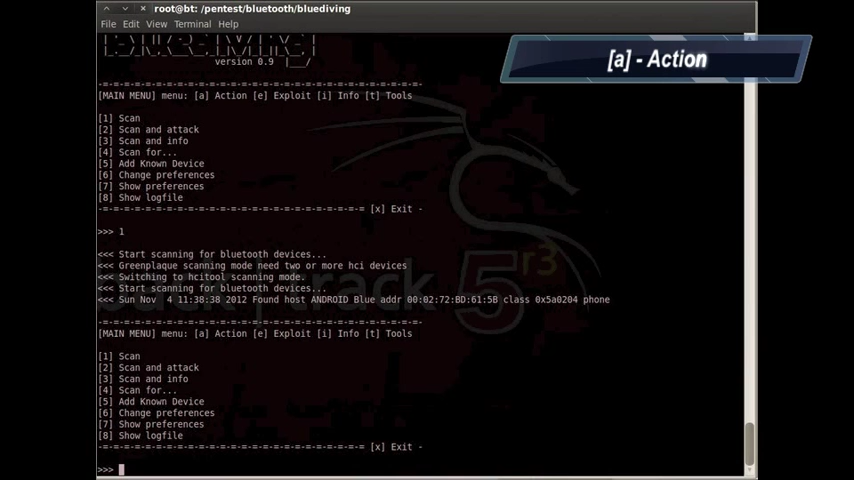 root@bt: /pentest/bluetooth/bluediving
File Edit View Terminal Help
[a] - Action
version 0.9 |___/
-=-=-=-=-=-=-=-=-=-=-=-=-=-=-=-=-=-=-=-=-=-=-=-=-=-=-=-=-=-=-
[MAIN MENU] menu: [a] Action [e] Exploit [i] Info [t] Tools
[1] Scan
[2] Scan and attack
[3] Scan and info
[4] Scan for...
[5] Add Known Device
[6] Change preferences
[7] Show preferences
[8] Show logfile
-=-=-=-=-=-=-=-=-=-=-=-=-=-=-=-=-=-=-=-=-=-=-=-=-=- [x] Exit -
>>> 1
<<< Start scanning for bluetooth devices...
<<< Greenplaque scanning mode need two or more hci devices
<<< Switching to hcitool scanning mode.
<<< Start scanning for bluetooth devices...
<<< Sun Nov  4 11:38:38 2012 Found host ANDROID Blue addr 00:02:72:BD:61:5B class 0x5a0204 phone
back|track 5 r3
-=-=-=-=-=-=-=-=-=-=-=-=-=-=-=-=-=-=-=-=-=-=-=-=-=-=-=-=-=-=-
[MAIN MENU] menu: [a] Action [e] Exploit [i] Info [t] Tools
[1] Scan
[2] Scan and attack
[3] Scan and info
[4] Scan for...
[5] Add Known Device
[6] Change preferences
[7] Show preferences
[8] Show logfile
-=-=-=-=-=-=-=-=-=-=-=-=-=-=-=-=-=-=-=-=-=-=-=-=-=- [x] Exit -
>>>